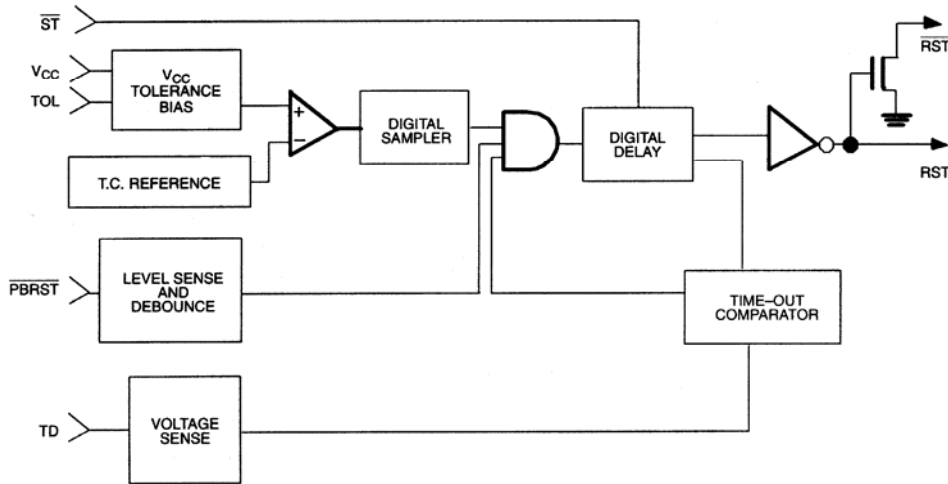 ST
VCC
TOL
VCC
TOLERANCE
BIAS
+
−
T.C. REFERENCE
DIGITAL
SAMPLER
DIGITAL
DELAY
RST
RST
PBRST
LEVEL SENSE
AND
DEBOUNCE
TIME–OUT
COMPARATOR
TD
VOLTAGE
SENSE